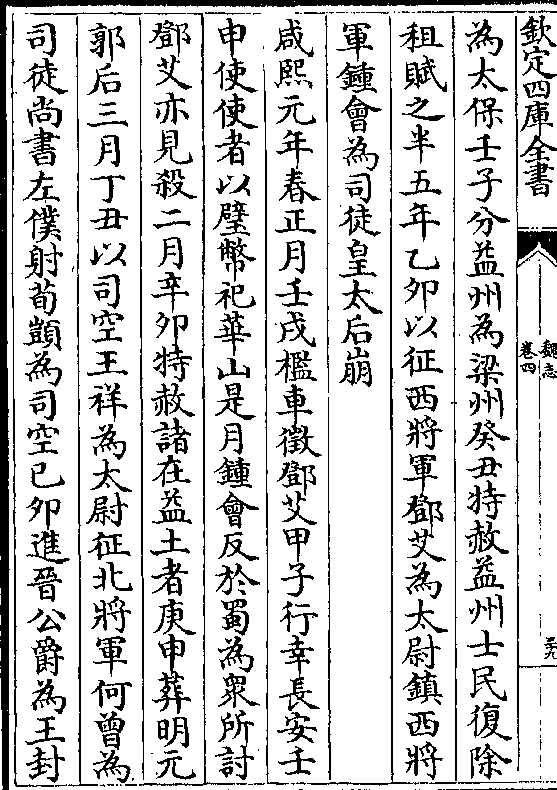 欽定四庫全書
魏志
卷四
三十九
為太保壬子分益州為梁州癸丑特赦益州士民復除
租賦之半五年乙卯以征西將軍鄧艾為太尉鎮西將
軍鍾會為司徒皇太后崩
咸熙元年春正月壬戌檻車徵鄧艾甲子行幸長安壬
申使使者以璧幣祀華山是月鍾會反於蜀為衆所討
鄧艾亦見殺二月辛卯特赦諸在益土者庚申葬明元
郭后三月丁丑以司空王祥為太尉征北將軍何曾為
司徒尚書左僕射荀顗為司空己卯進晉公爵為王封